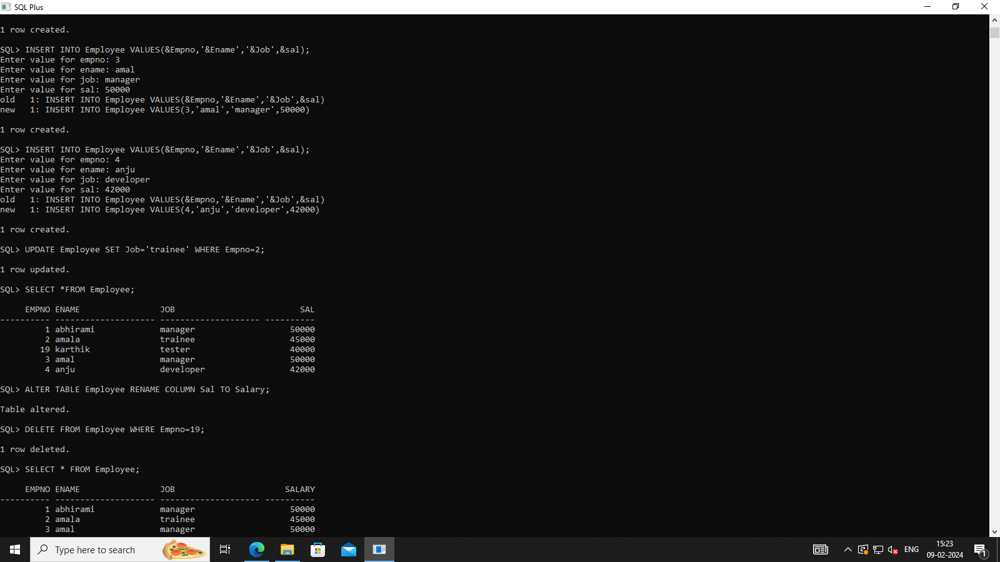 SQL Plus
1 row created.
SQL> INSERT INTO Employee VALUES(&Empno,'&Ename','&Job',&sal);
Enter value for empno: 3
Enter value for ename: amal
Enter value for job: manager
Enter value for sal: 50000
old   1: INSERT INTO Employee VALUES(&Empno,'&Ename','&Job',&sal)
new   1: INSERT INTO Employee VALUES(3,'amal','manager',50000)
1 row created.
SQL> INSERT INTO Employee VALUES(&Empno,'&Ename','&Job',&sal);
Enter value for empno: 4
Enter value for ename: anju
Enter value for job: developer
Enter value for sal: 42000
old   1: INSERT INTO Employee VALUES(&Empno,'&Ename','&Job',&sal)
new   1: INSERT INTO Employee VALUES(4,'anju','developer',42000)
1 row created.
SQL> UPDATE Employee SET Job='trainee' WHERE Empno=2;
1 row updated.
SQL> SELECT *FROM Employee;
     EMPNO ENAME                JOB                         SAL
---------- -------------------- -------------------- ----------
         1 abhirami             manager                   50000
         2 amala                trainee                   45000
        19 karthik              tester                    40000
         3 amal                 manager                   50000
         4 anju                 developer                 42000
SQL> ALTER TABLE Employee RENAME COLUMN Sal TO Salary;
Table altered.
SQL> DELETE FROM Employee WHERE Empno=19;
1 row deleted.
SQL> SELECT * FROM Employee;
     EMPNO ENAME                JOB                      SALARY
---------- -------------------- -------------------- ----------
         1 abhirami             manager                   50000
         2 amala                trainee                   45000
         3 amal                 manager                   50000
Type here to search
ENG
15:23
09-02-2024
1